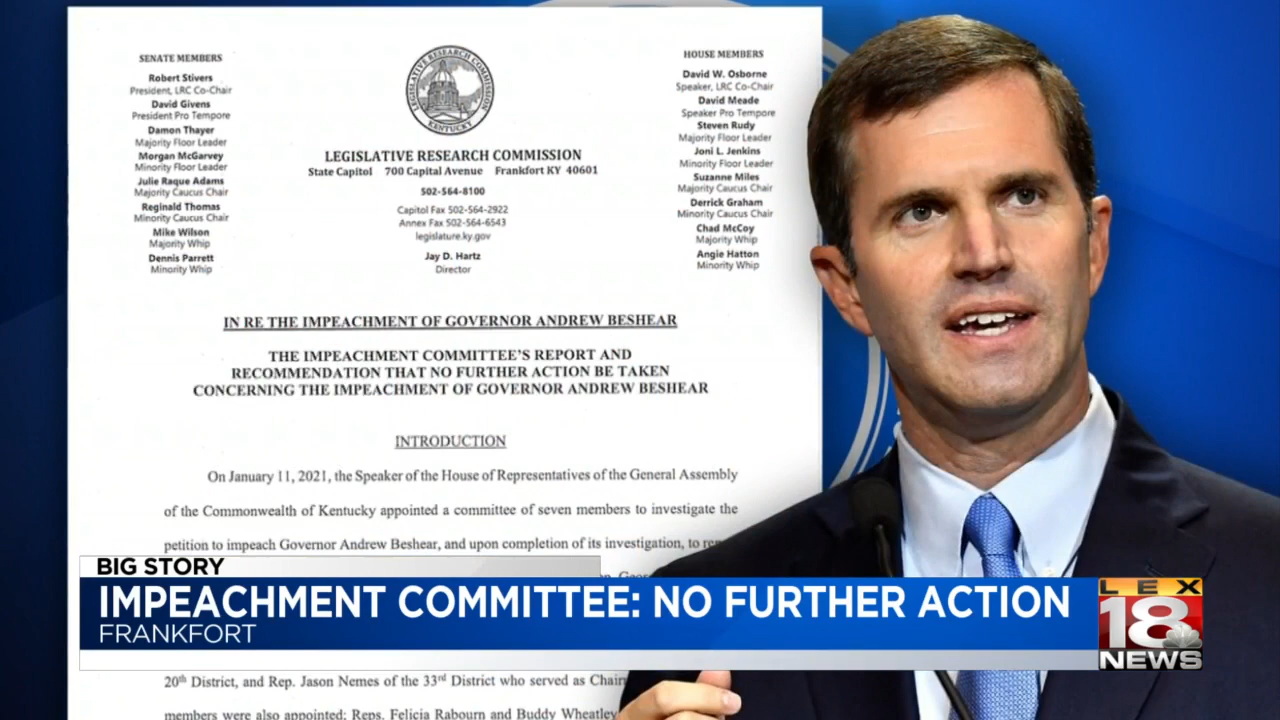 SENATE MEMBERS
Robert Stivers
President, LRC Co-Chair
David Givens
President Pro Tempore
Damon Thayer
Majority Floor Leader
Morgan McGarvey
Minority Floor Leader
Julie Raque Adams
Majority Caucus Chair
Reginald Thomas
Minority Caucus Chair
Mike Wilson
Majority Whip
Dennis Parrett
Minority Whip
LEGISLATIVE RESEARCH COMMISSION
KENTUCKY
LEGISLATIVE RESEARCH COMMISSION
State Capitol 700 Capital Avenue Frankfort KY 40601
502-564-8100
Capitol Fax 502-564-2922
Annex Fax 502-564-6543
legislature.ky.gov
Jay D. Hartz
Director
HOUSE MEMBERS
David W. Osborne
Speaker, LRC Co-Chair
David Meade
Speaker Pro Tempore
Steven Rudy
Majority Floor Leader
Joni L. Jenkins
Minority Floor Leader
Suzanne Miles
Majority Caucus Chair
Derrick Graham
Minority Caucus Chair
Chad McCoy
Majority Whip
Angie Hatton
Minority Whip
IN RE THE IMPEACHMENT OF GOVERNOR ANDREW BESHEAR
THE IMPEACHMENT COMMITTEE'S REPORT AND
RECOMMENDATION THAT NO FURTHER ACTION BE TAKEN
CONCERNING THE IMPEACHMENT OF GOVERNOR ANDREW BESHEAR
INTRODUCTION
On January 11, 2021, the Speaker of the House of Representatives of the General Assembly
of the Commonwealth of Kentucky appointed a committee of seven members to investigate the
petition to impeach Governor Andrew Beshear, and upon completion of its investigation, to
BIG STORY
IMPEACHMENT COMMITTEE: NO FURTHER ACTION
FRANKFORT
LEX
18
NEWS
20th District, and Rep. Jason Nemes of the 33rd District who served as
members were also appointed: Reps. Felicia Rabourn and Buddy Wheatley